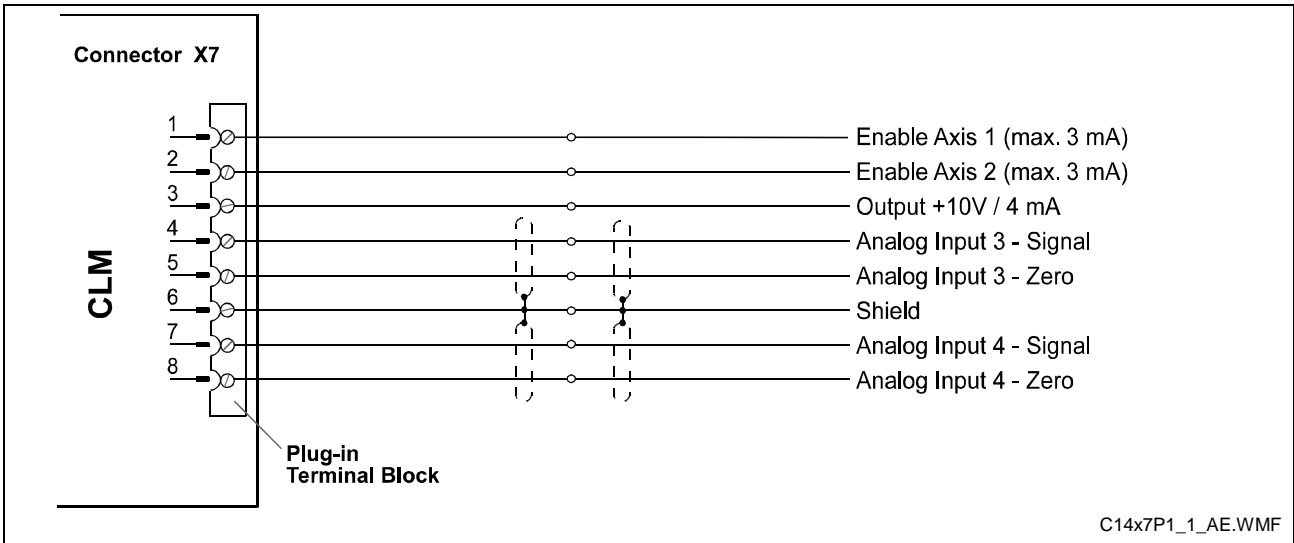 Connector X7
1
Enable Axis 1 (max. 3 mA)
2
Enable Axis 2 (max. 3 mA)
3
Output +10V / 4 mA
4
Analog Input 3 - Signal
5
Analog Input 3 - Zero
6
Shield
7
Analog Input 4 - Signal
8
Analog Input 4 - Zero
CLM
Plug-in
Terminal Block
C14x7P1_1_AE.WMF